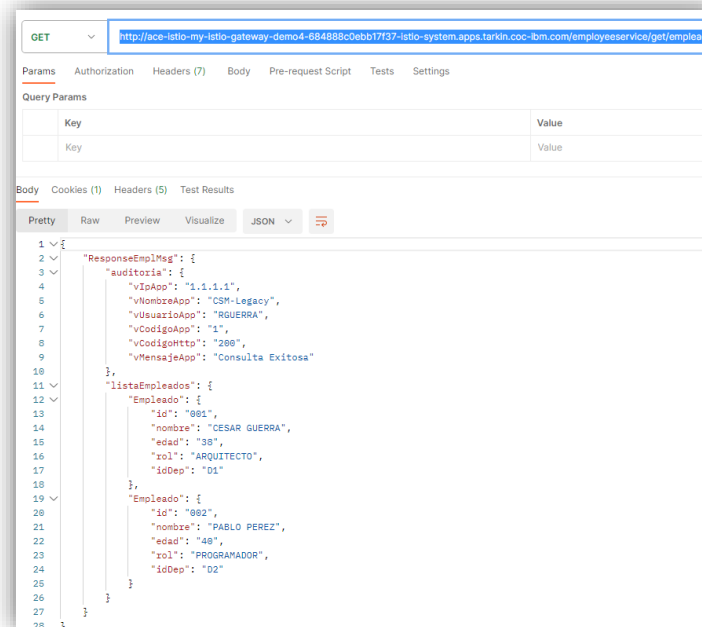 GET http://ace-istio-my-istio-gateway-demo4-684888c0ebb17f37-istio-system.apps.tarkin.coc-ibm.com/employeeservice/get/emplea
Params Authorization Headers (7) Body Pre-request Script Tests Settings
Query Params
Key Value
Key Value
Body Cookies (1) Headers (5) Test Results
Pretty Raw Preview Visualize JSON
1 {
2 "ResponseEmplMsg": {
3 "auditoria": {
4 "vIpApp": "1.1.1.1",
5 "vNombreApp": "CSM-Legacy",
6 "vUsuarioApp": "RGUERRA",
7 "vCodigoApp": "1",
8 "vCodigoHttp": "200",
9 "vMensajeApp": "Consulta Exitosa"
10 },
11 "listaEmpleados": {
12 "Empleado": {
13 "id": "001",
14 "nombre": "CESAR GUERRA",
15 "edad": "38",
16 "rol": "ARQUITECTO",
17 "idDep": "D1"
18 },
19 "Empleado": {
20 "id": "002",
21 "nombre": "PABLO PEREZ",
22 "edad": "40",
23 "rol": "PROGRAMADOR",
24 "idDep": "D2"
25 }
26 }
27 }
28 }